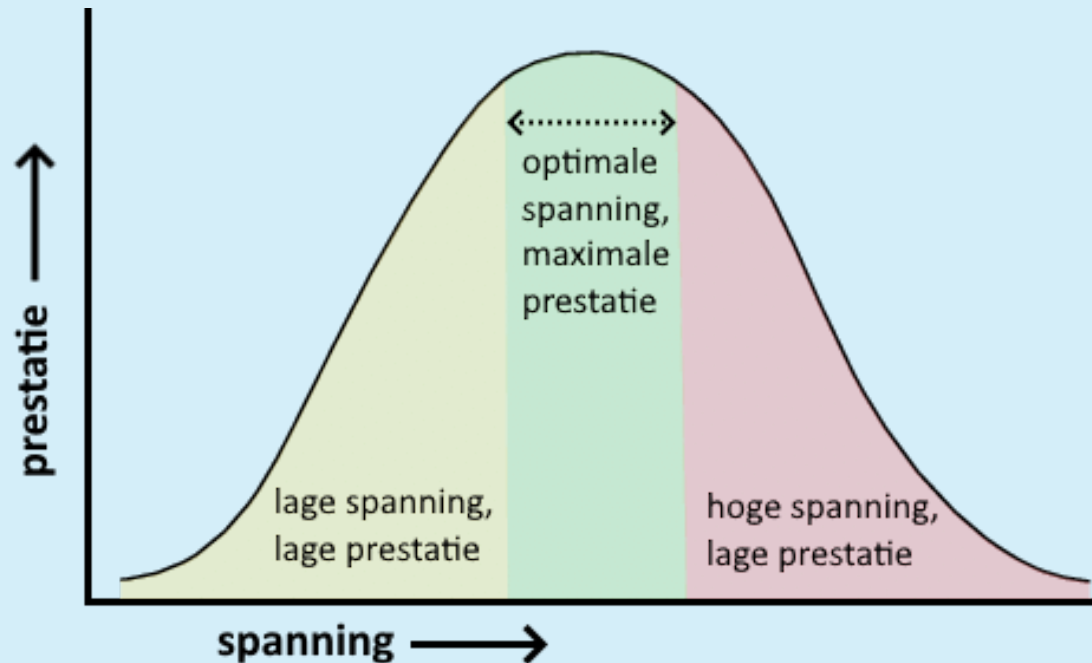 prestatie
optimale
spanning,
maximale
prestatie
lage spanning,
lage prestatie
hoge spanning,
lage prestatie
spanning